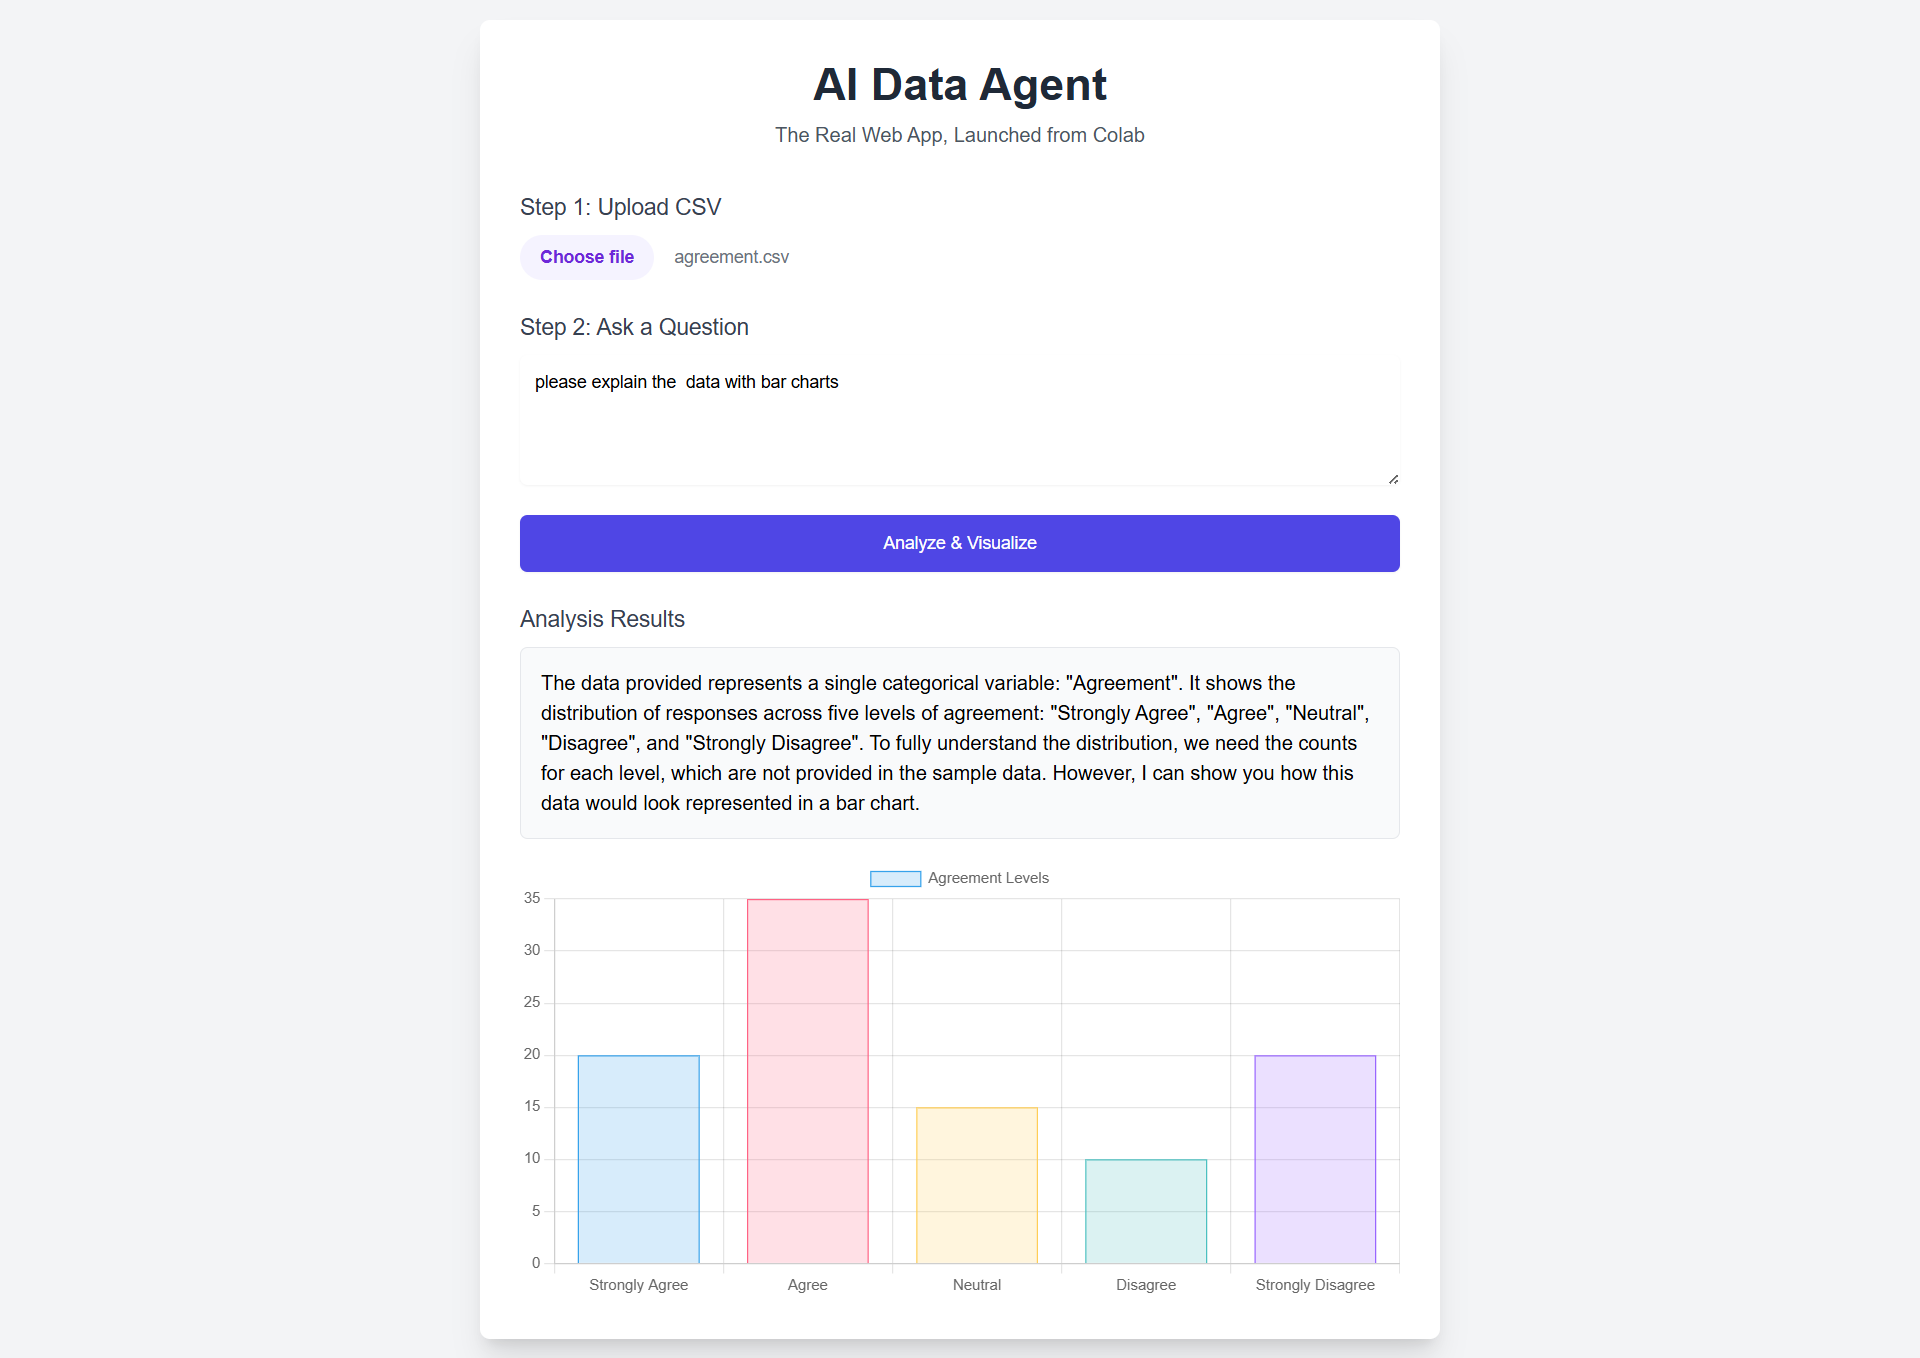 AI Data Agent
The Real Web App, Launched from Colab
Step 1: Upload CSV
Choose file agreement.csv
Step 2: Ask a Question
please explain the  data with bar charts
Analyze & Visualize
Analysis Results
The data provided represents a single categorical variable: "Agreement". It shows the
distribution of responses across five levels of agreement: "Strongly Agree", "Agree", "Neutral",
"Disagree", and "Strongly Disagree". To fully understand the distribution, we need the counts
for each level, which are not provided in the sample data. However, I can show you how this
data would look represented in a bar chart.
Agreement Levels
35
30
25
20
15
10
5
0
Strongly Agree Agree Neutral Disagree Strongly Disagree